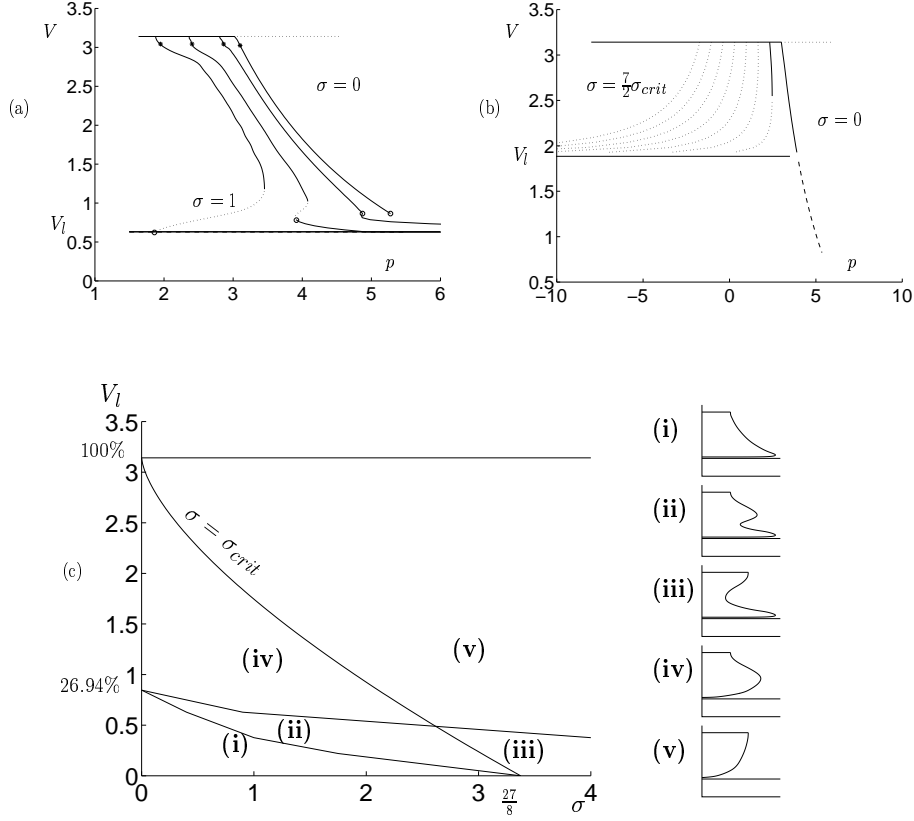 (a)
V
3.5
3
2.5
2
1.5
1
0.5
0
V_l
σ = 0
σ = 1
p
1 2 3 4 5 6
(b)
V
3.5
3
2.5
2
1.5
1
0.5
V_l
σ = 7/2 σ_crit
σ = 0
p
−10 −5 0 5 10
(c)
V_l
3.5
100%
3
2.5
2
1.5
1
26.94%
0.5
0
σ = σ_crit
(iv)
(v)
(i)
(ii)
(iii)
0 1 2 3 27/8 σ 4
(i)
(ii)
(iii)
(iv)
(v)